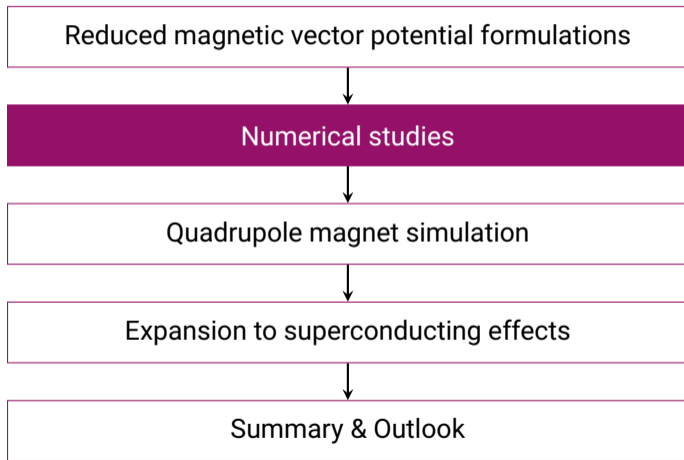 Reduced magnetic vector potential formulations
Numerical studies
Quadrupole magnet simulation
Expansion to superconducting effects
Summary & Outlook